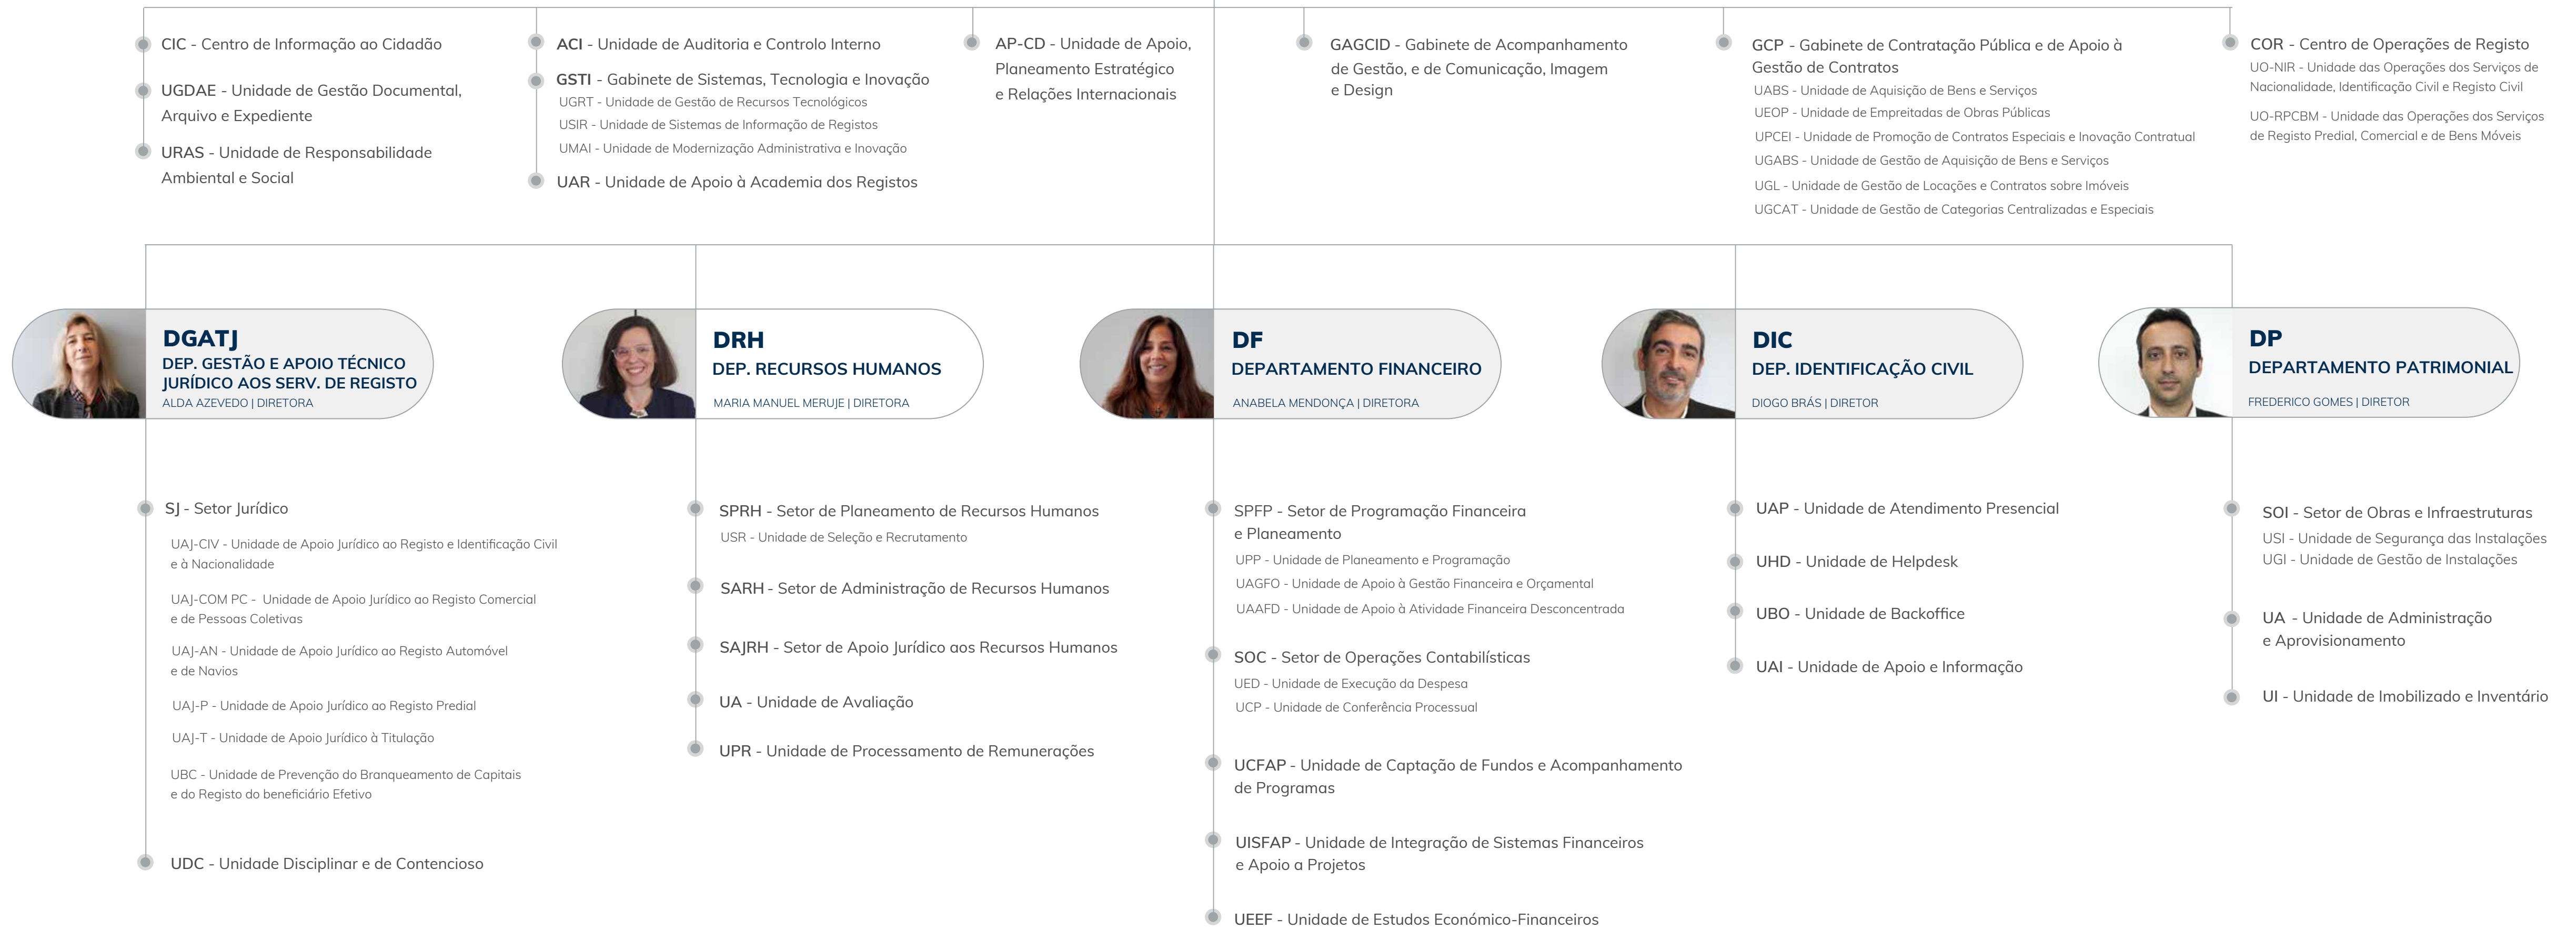 CIC - Centro de Informação ao Cidadão
UGDAE - Unidade de Gestão Documental,
Arquivo e Expediente
URAS - Unidade de Responsabilidade
Ambiental e Social
ACI - Unidade de Auditoria e Controlo Interno
GSTI - Gabinete de Sistemas, Tecnologia e Inovação
UGRT - Unidade de Gestão de Recursos Tecnológicos
USIR - Unidade de Sistemas de Informação de Registos
UMAI - Unidade de Modernização Administrativa e Inovação
UAR - Unidade de Apoio à Academia dos Registos
AP-CD - Unidade de Apoio,
Planeamento Estratégico
e Relações Internacionais
GAGCID - Gabinete de Acompanhamento
de Gestão, e de Comunicação, Imagem
e Design
GCP - Gabinete de Contratação Pública e de Apoio à
Gestão de Contratos
UABS - Unidade de Aquisição de Bens e Serviços
UEOP - Unidade de Empreitadas de Obras Públicas
UPCEI - Unidade de Promoção de Contratos Especiais e Inovação Contratual
UGABS - Unidade de Gestão de Aquisição de Bens e Serviços
UGL - Unidade de Gestão de Locações e Contratos sobre Imóveis
UGCAT - Unidade de Gestão de Categorias Centralizadas e Especiais
COR - Centro de Operações de Registo
UO-NIR - Unidade das Operações dos Serviços de
Nacionalidade, Identificação Civil e Registo Civil
UO-RPCBM - Unidade das Operações dos Serviços
de Registo Predial, Comercial e de Bens Móveis
DGATJ
DEP. GESTÃO E APOIO TÉCNICO
JURÍDICO AOS SERV. DE REGISTO
ALDA AZEVEDO | DIRETORA
SJ - Setor Jurídico
UAJ-CIV - Unidade de Apoio Jurídico ao Registo e Identificação Civil
e à Nacionalidade
UAJ-COM PC - Unidade de Apoio Jurídico ao Registo Comercial
e de Pessoas Coletivas
UAJ-AN - Unidade de Apoio Jurídico ao Registo Automóvel
e de Navios
UAJ-P - Unidade de Apoio Jurídico ao Registo Predial
UAJ-T - Unidade de Apoio Jurídico à Titulação
UBC - Unidade de Prevenção do Branqueamento de Capitais
e do Registo do beneficiário Efetivo
UDC - Unidade Disciplinar e de Contencioso
DRH
DEP. RECURSOS HUMANOS
MARIA MANUEL MERUJE | DIRETORA
SPRH - Setor de Planeamento de Recursos Humanos
USR - Unidade de Seleção e Recrutamento
SARH - Setor de Administração de Recursos Humanos
SAJRH - Setor de Apoio Jurídico aos Recursos Humanos
UA - Unidade de Avaliação
UPR - Unidade de Processamento de Remunerações
DF
DEPARTAMENTO FINANCEIRO
ANABELA MENDONÇA | DIRETORA
SPFP - Setor de Programação Financeira
e Planeamento
UPP - Unidade de Planeamento e Programação
UAGFO - Unidade de Apoio à Gestão Financeira e Orçamental
UAAFD - Unidade de Apoio à Atividade Financeira Desconcentrada
SOC - Setor de Operações Contabilísticas
UED - Unidade de Execução da Despesa
UCP - Unidade de Conferência Processual
UCFAP - Unidade de Captação de Fundos e Acompanhamento
de Programas
UISFAP - Unidade de Integração de Sistemas Financeiros
e Apoio a Projetos
UEEF - Unidade de Estudos Económico-Financeiros
DIC
DEP. IDENTIFICAÇÃO CIVIL
DIOGO BRÁS | DIRETOR
UAP - Unidade de Atendimento Presencial
UHD - Unidade de Helpdesk
UBO - Unidade de Backoffice
UAI - Unidade de Apoio e Informação
DP
DEPARTAMENTO PATRIMONIAL
FREDERICO GOMES | DIRETOR
SOI - Setor de Obras e Infraestruturas
USI - Unidade de Segurança das Instalações
UGI - Unidade de Gestão de Instalações
UA - Unidade de Administração
e Aprovisionamento
UI - Unidade de Imobilizado e Inventário